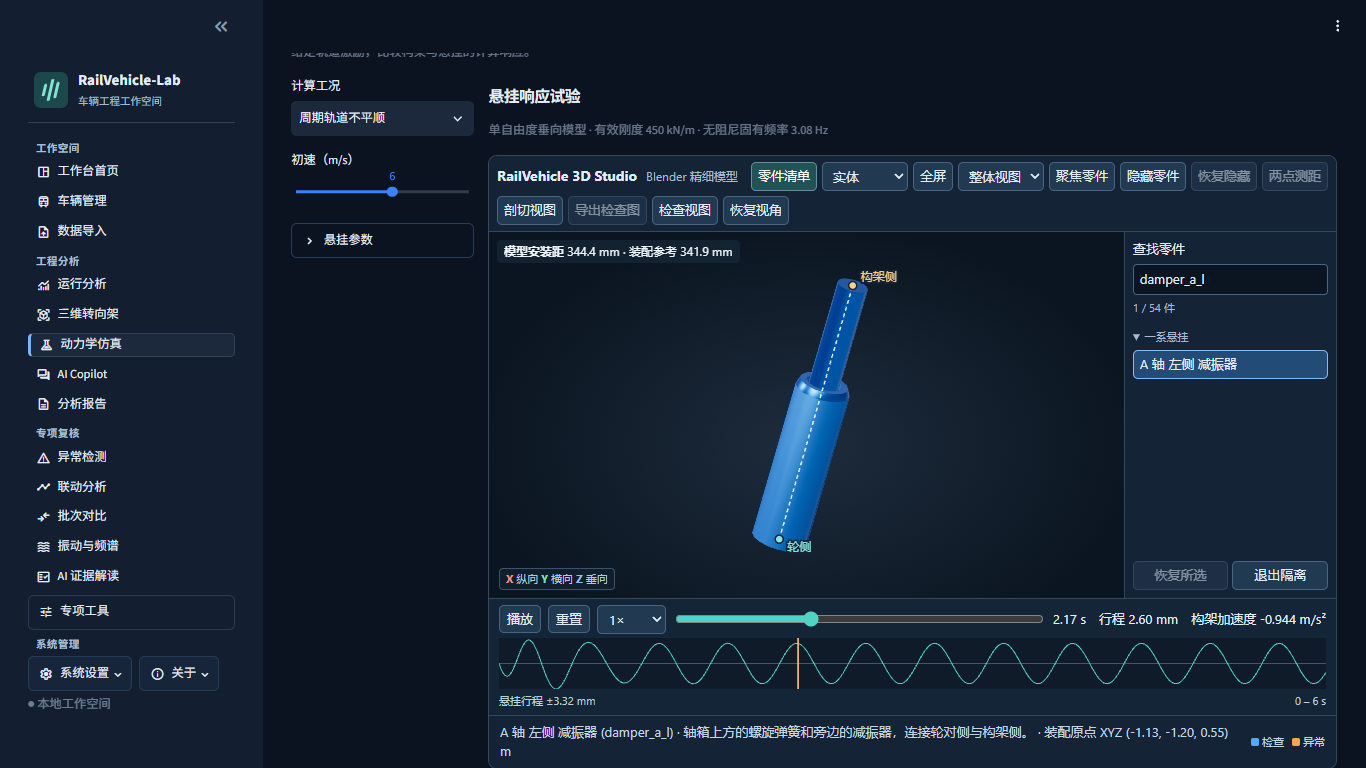 RailVehicle-Lab
车辆工程工作空间
工作空间
工作台首页
车辆管理
数据导入
工程分析
运行分析
三维转向架
动力学仿真
AI Copilot
分析报告
专项复核
异常检测
联动分析
批次对比
振动与频谱
AI 证据解读
专项工具
系统管理
系统设置
关于
本地工作空间
计算工况
周期轨道不平顺
初速（m/s）
6
悬挂参数
悬挂响应试验
单自由度垂向模型 · 有效刚度 450 kN/m · 无阻尼固有频率 3.08 Hz
RailVehicle 3D Studio Blender 精细模型 零件清单 实体 全屏 整体视图 聚焦零件 隐藏零件 恢复隐藏 两点测距
剖切视图 导出检查图 检查视图 恢复视角
模型安装距 344.4 mm · 装配参考 341.9 mm
构架侧
轮侧
X 纵向 Y 横向 Z 垂向
查找零件
damper_a_l
1 / 54 件
一系悬挂
A 轴 左侧 减振器
恢复所选 退出隔离
播放 重置 1× 2.17 s 行程 2.60 mm 构架加速度 -0.944 m/s²
悬挂行程 ±3.32 mm 0 – 6 s
A 轴 左侧 减振器 (damper_a_l) · 轴箱上方的螺旋弹簧和旁边的减振器，连接轮对侧与构架侧。 · 装配原点 XYZ (-1.13, -1.20, 0.55)
m
检查 异常